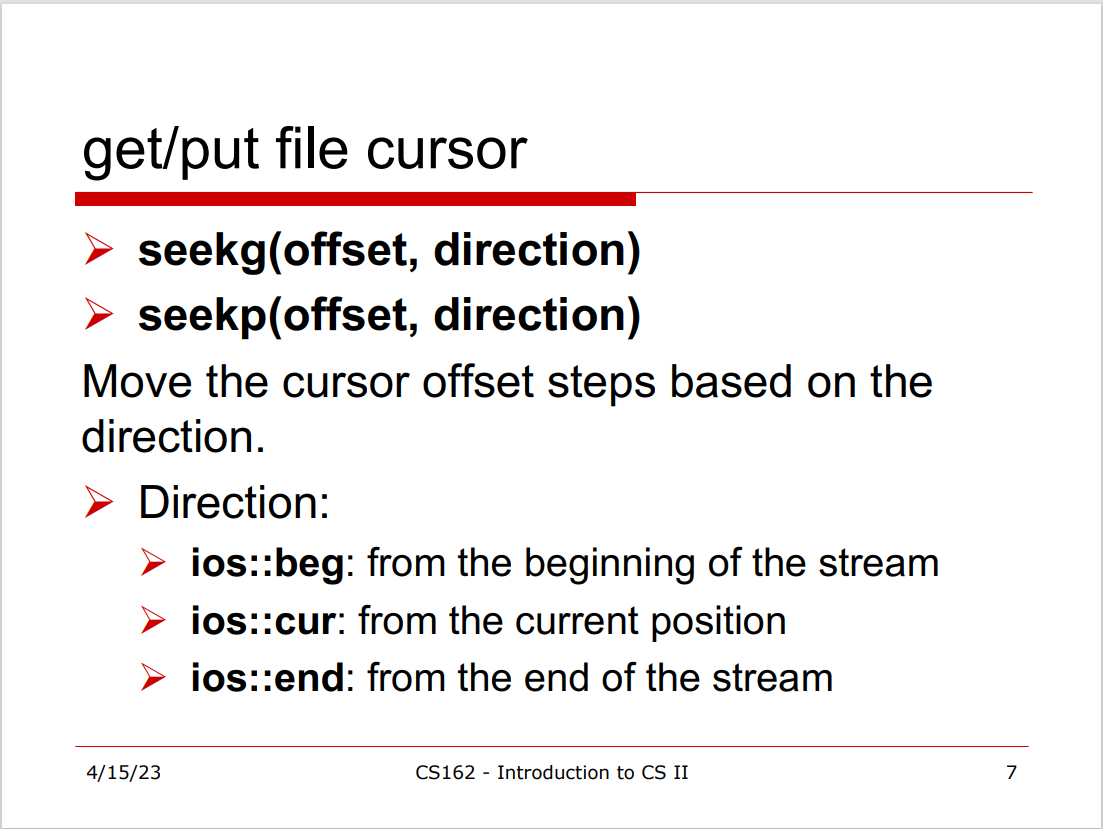 get/put file cursor
seekg(offset, direction)
seekp(offset, direction)
Move the cursor offset steps based on the
direction.
Direction:
ios::beg: from the beginning of the stream
ios::cur: from the current position
ios::end: from the end of the stream
4/15/23 CS162 - Introduction to CS II 7